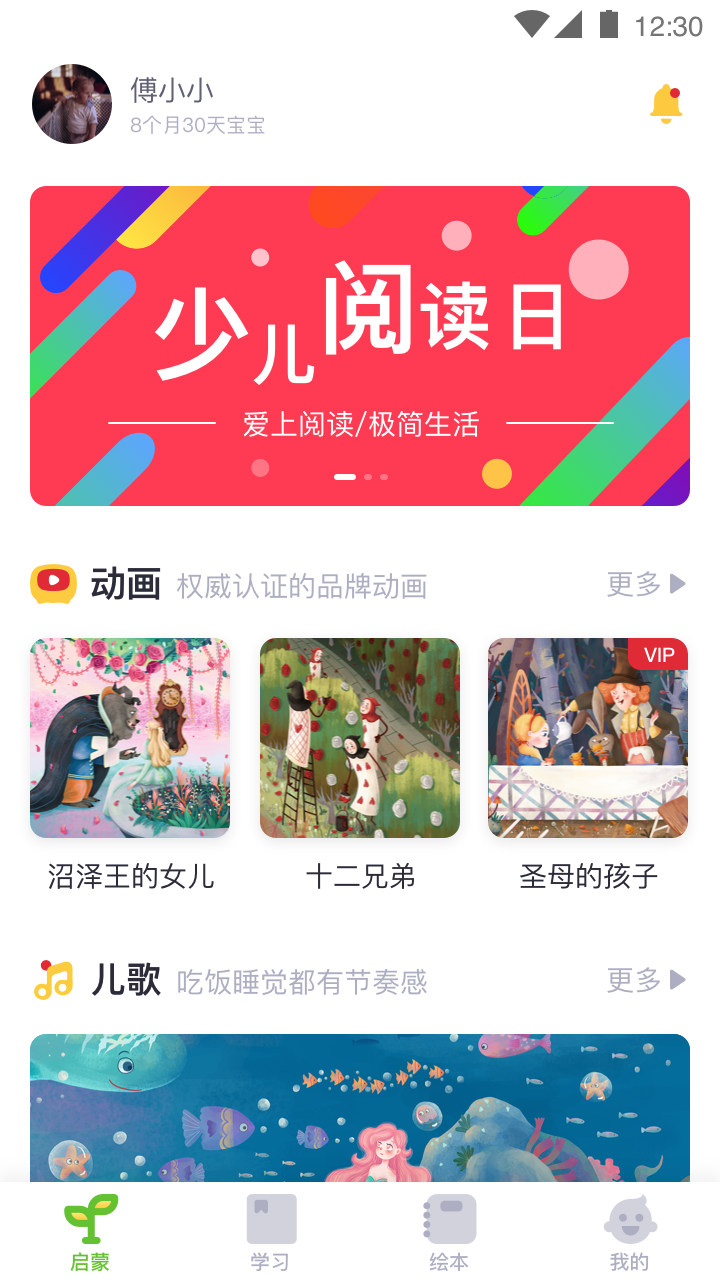 12:30
傅小小
8个月30天宝宝
少儿阅读日
爱上阅读/极简生活
动画 权威认证的品牌动画 更多
VIP
沼泽王的女儿 十二兄弟 圣母的孩子
儿歌 吃饭睡觉都有节奏感 更多
启蒙 学习 绘本 我的